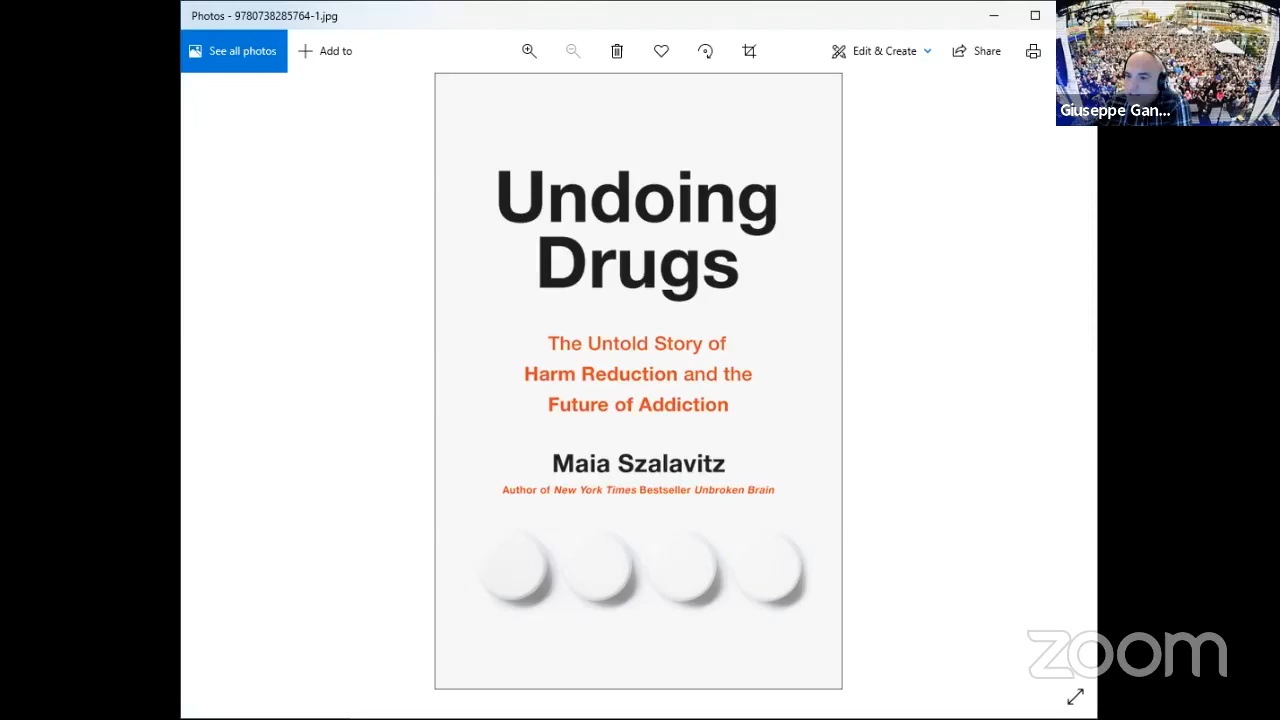 Photos - 9780738285764-1.jpg
See all photos
Add to
Edit & Create
Share
Giuseppe Gan...
Undoing
Drugs
The Untold Story of
Harm Reduction and the
Future of Addiction
Maia Szalavitz
Author of New York Times Bestseller Unbroken Brain
zoom